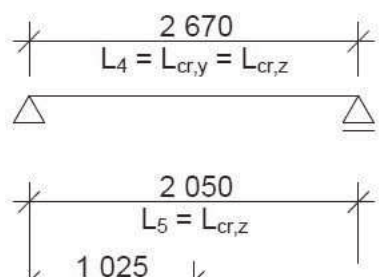 2 670
L4 = Lcr,y = Lcr,z
2 050
L5 = Lcr,z
1 025